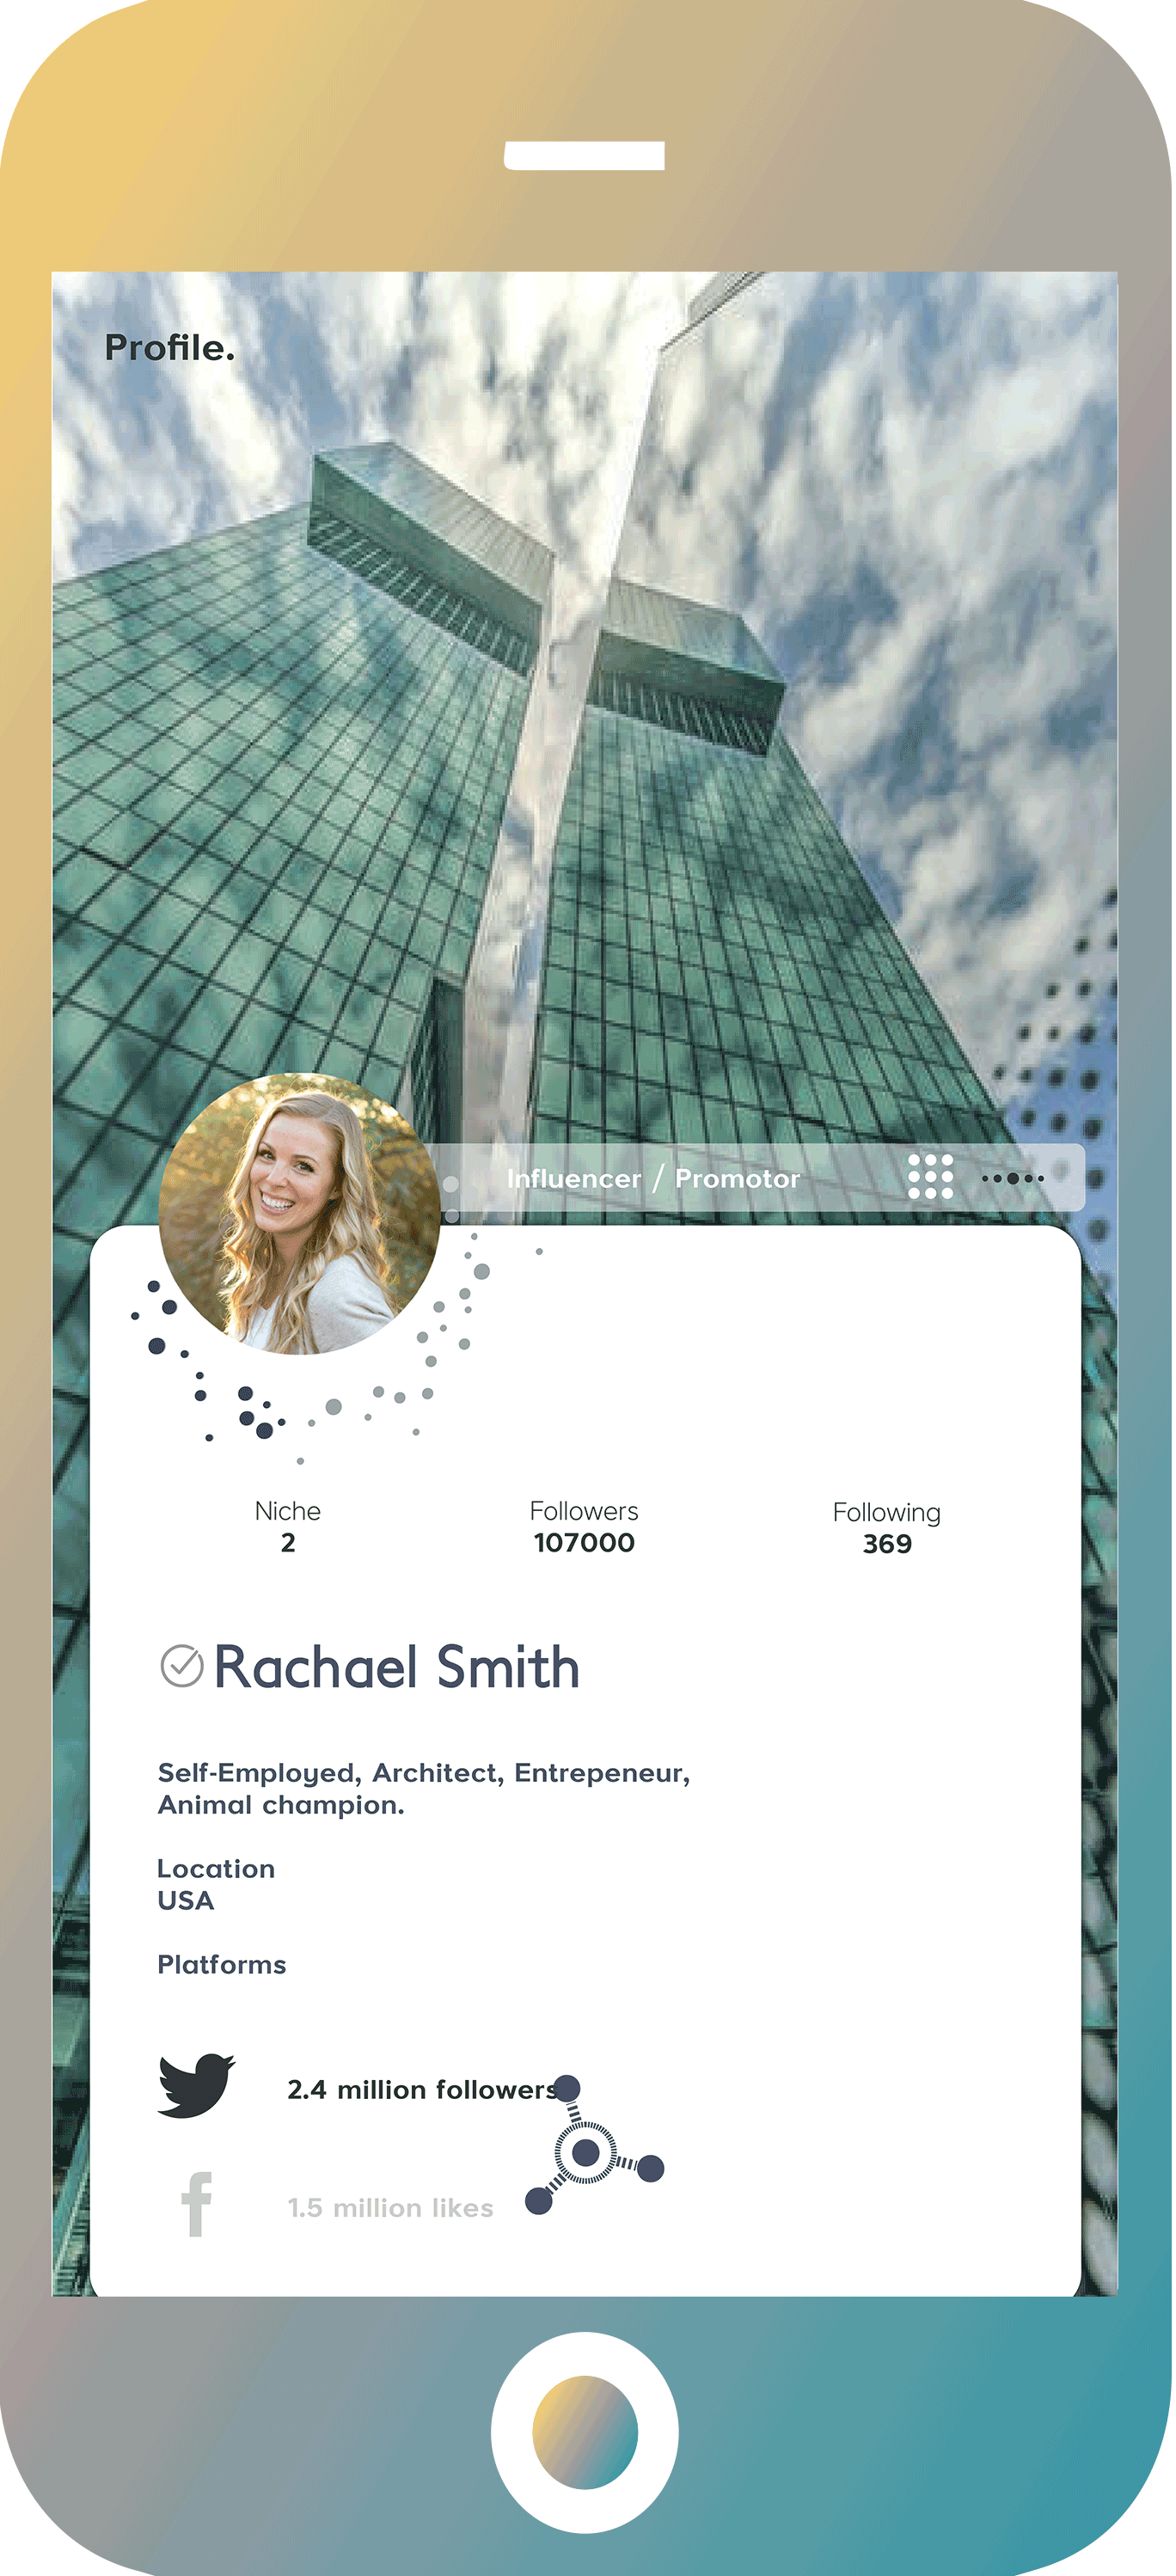 Profile.
Influencer / Promotor
Niche
2
Followers
107000
Following
369
Rachael Smith
Self-Employed, Architect, Entrepeneur,
Animal champion.
Location
USA
Platforms
2.4 million followers
1.5 million likes